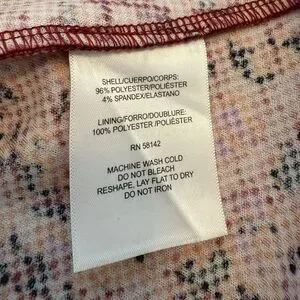 SHELL/CUERPO/CORPS:
96% POLYESTER/POLIÉSTER
4% SPANDEX/ELASTANO
LINING/FORRO/DOUBLURE:
100% POLYESTER/POLIÉSTER
RN 58142
MACHINE WASH COLD
DO NOT BLEACH
RESHAPE, LAY FLAT TO DRY
DO NOT IRON